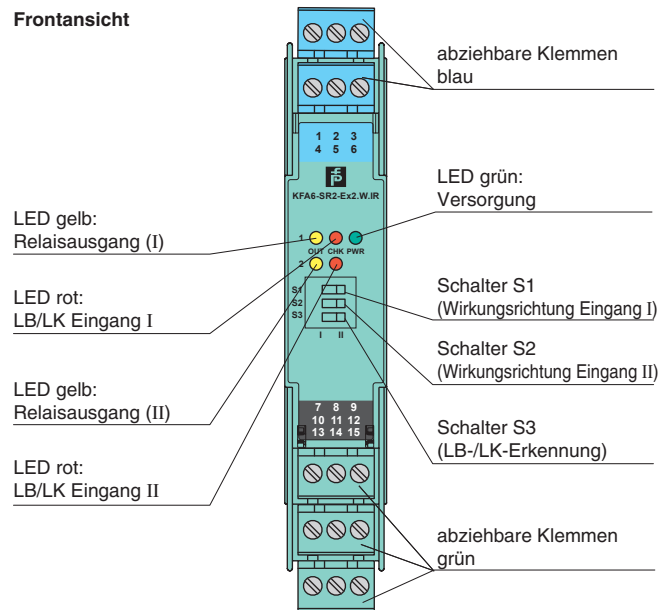 Frontansicht
abziehbare Klemmen
blau
1 2 3
4 5 6
KFA6-SR2-Ex2.W.IR
LED grün:
Versorgung
LED gelb:
Relaisausgang (I)
1
OUT CHK PWR
2
LED rot:
LB/LK Eingang I
S1
S2
S3
I II
Schalter S1
(Wirkungsrichtung Eingang I)
Schalter S2
(Wirkungsrichtung Eingang II)
LED gelb:
Relaisausgang (II)
7 8 9
10 11 12
13 14 15
Schalter S3
(LB-/LK-Erkennung)
LED rot:
LB/LK Eingang II
abziehbare Klemmen
grün